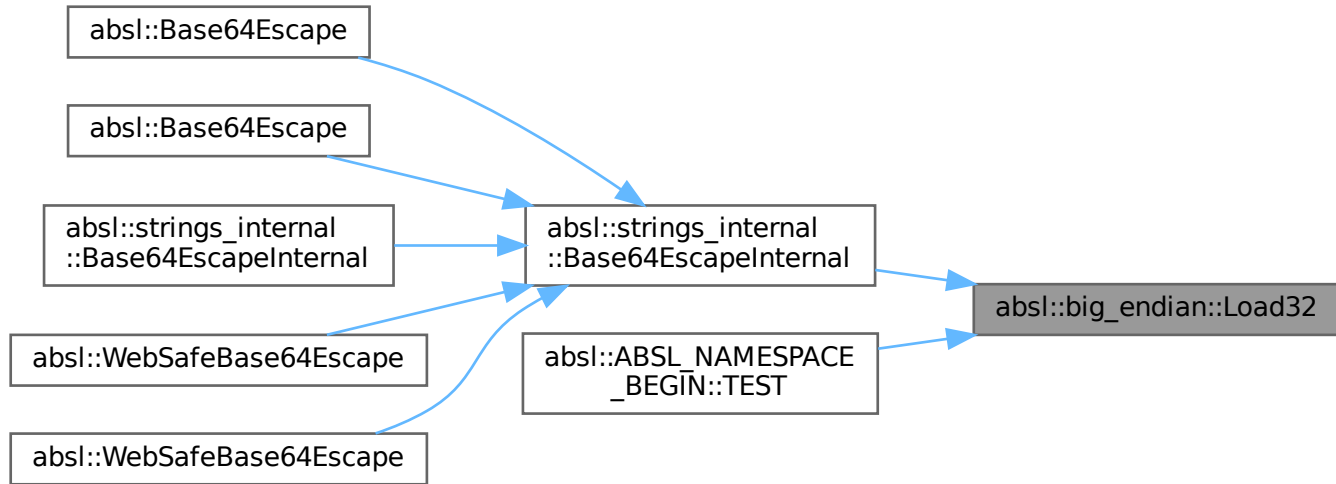 absl::Base64Escape
absl::Base64Escape
absl::strings_internal
::Base64EscapeInternal
absl::WebSafeBase64Escape
absl::WebSafeBase64Escape
absl::strings_internal
::Base64EscapeInternal
absl::ABSL_NAMESPACE
_BEGIN::TEST
absl::big_endian::Load32